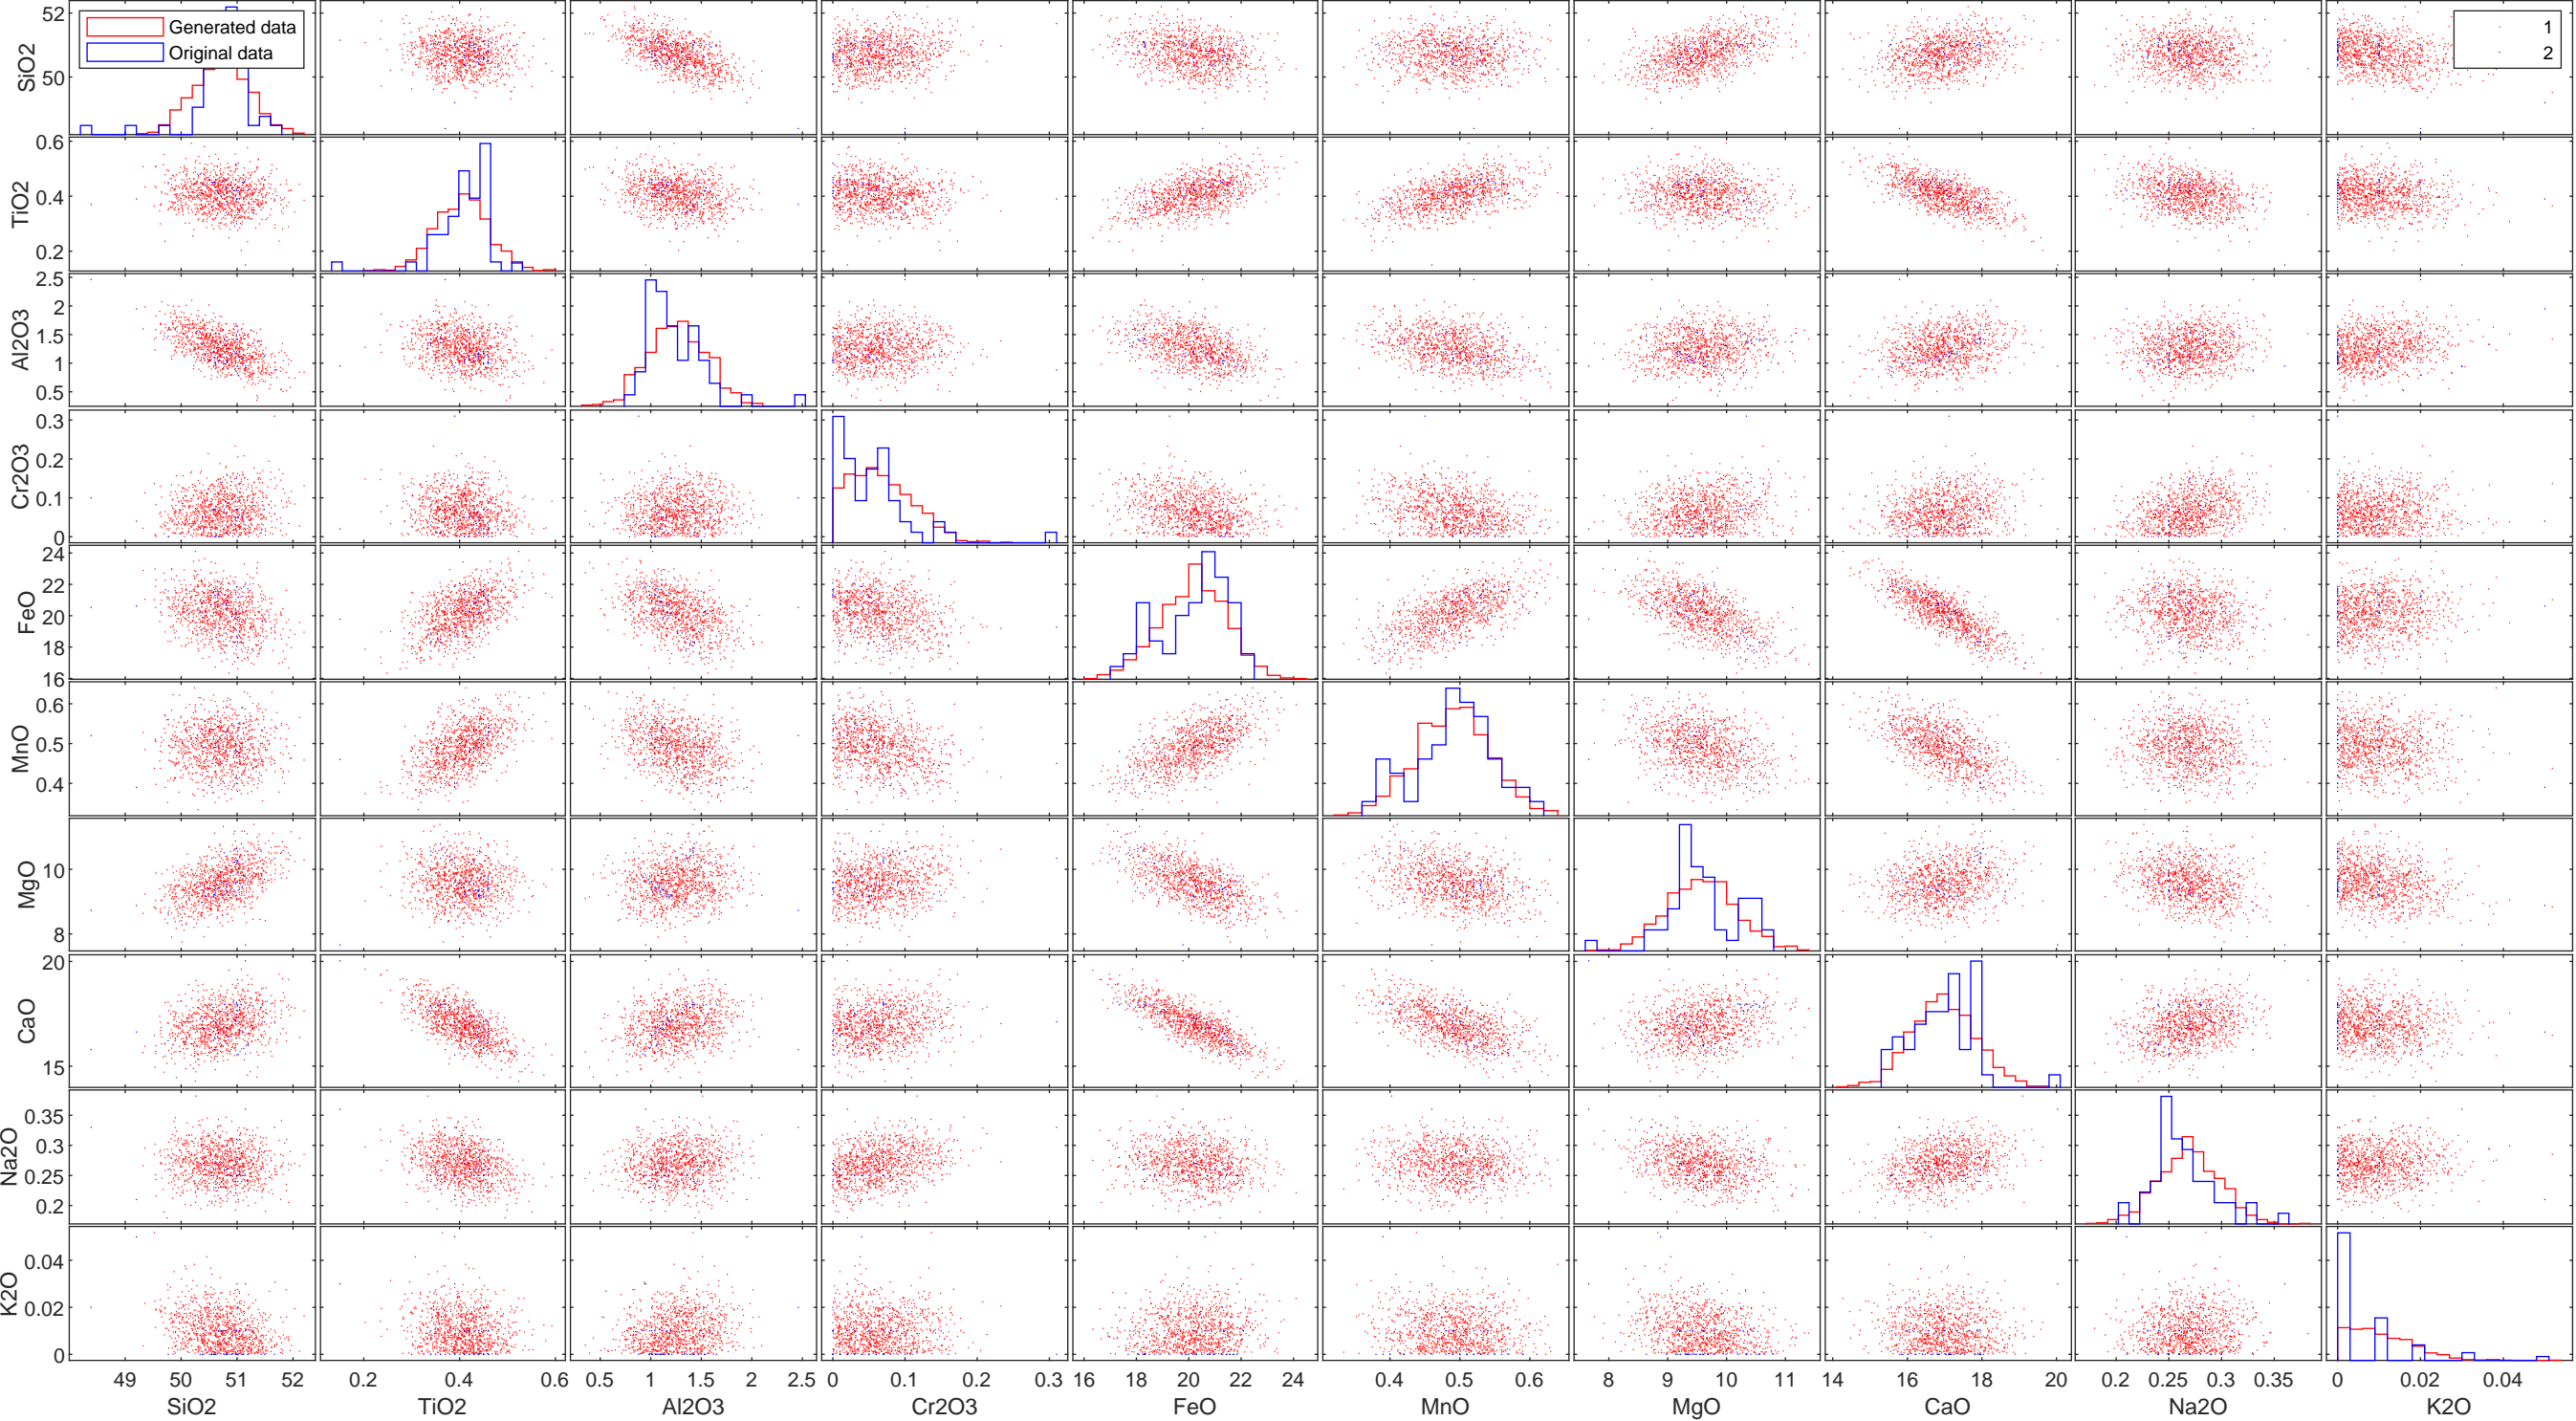 Generated data
Original data
1
2
SiO2
52
50
TiO2
0.6
0.4
0.2
Al2O3
2.5
2
1.5
1
0.5
Cr2O3
0.3
0.2
0.1
0
FeO
24
22
20
18
16
MnO
0.6
0.5
0.4
MgO
10
8
CaO
20
15
Na2O
0.35
0.3
0.25
0.2
K2O
0.04
0.02
0
49 50 51 52 0.2 0.4 0.6 0.5 1 1.5 2 2.5 0 0.1 0.2 0.3 16 18 20 22 24 0.4 0.5 0.6 8 9 10 11 14 16 18 20 0.2 0.25 0.3 0.35 0 0.02 0.04
SiO2 TiO2 Al2O3 Cr2O3 FeO MnO MgO CaO Na2O K2O